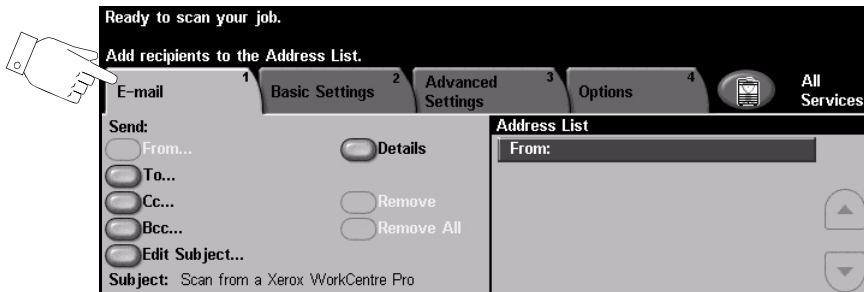 Ready to scan your job.
Add recipients to the Address List.
E-mail 1
Basic Settings 2
Advanced Settings 3
Options 4
All Services
Send:
From...
Details
To...
Cc...
Remove
Bcc...
Remove All
Edit Subject...
Subject: Scan from a Xerox WorkCentre Pro
Address List
From: